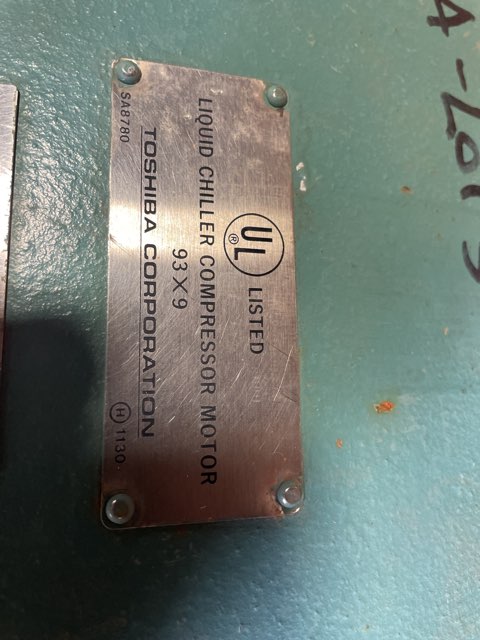 UL® LISTED
LIQUID CHILLER COMPRESSOR MOTOR
93X9
TOSHIBA CORPORATION
SA8780
H 1130